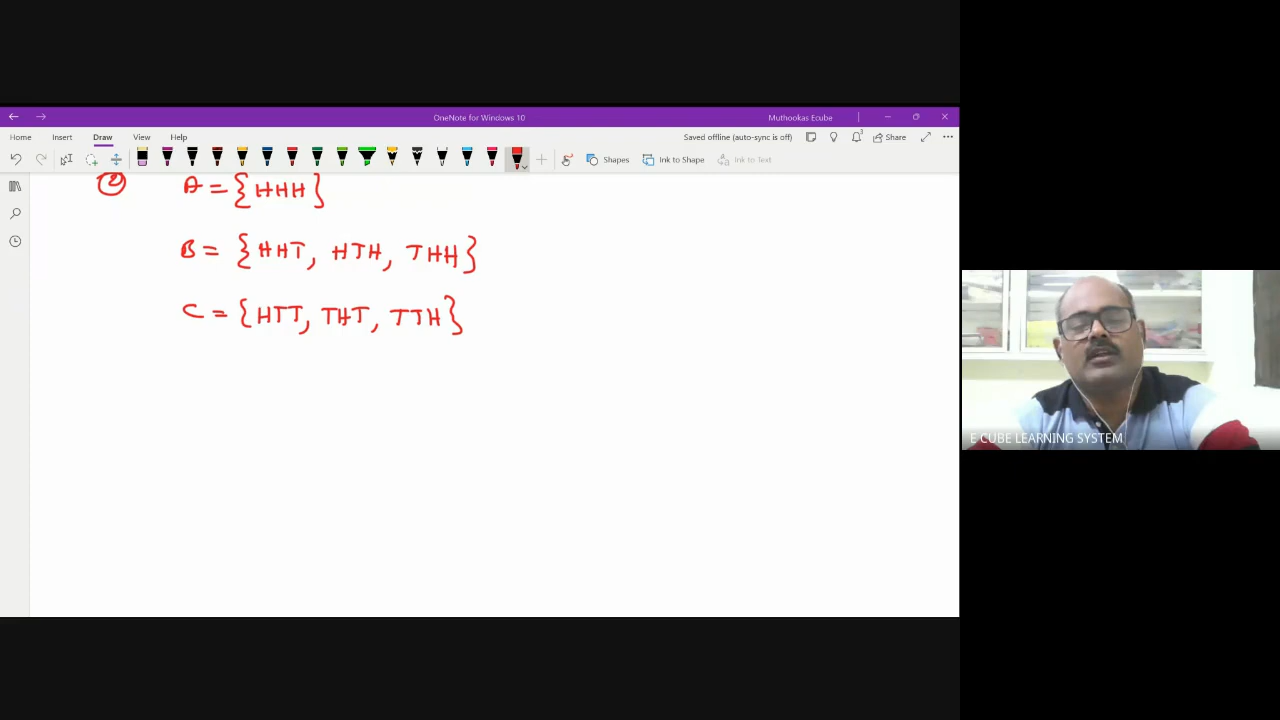 OneNote for Windows 10
Muthookas Ecube
Home Insert Draw View Help
Saved offline (auto-sync is off)
Share
Shapes
Ink to Shape
Ink to Text
② A = {HHH}
B = {HHT, HTH, THH}
C = {HTT, THT, TTH}
E CUBE LEARNING SYSTEM